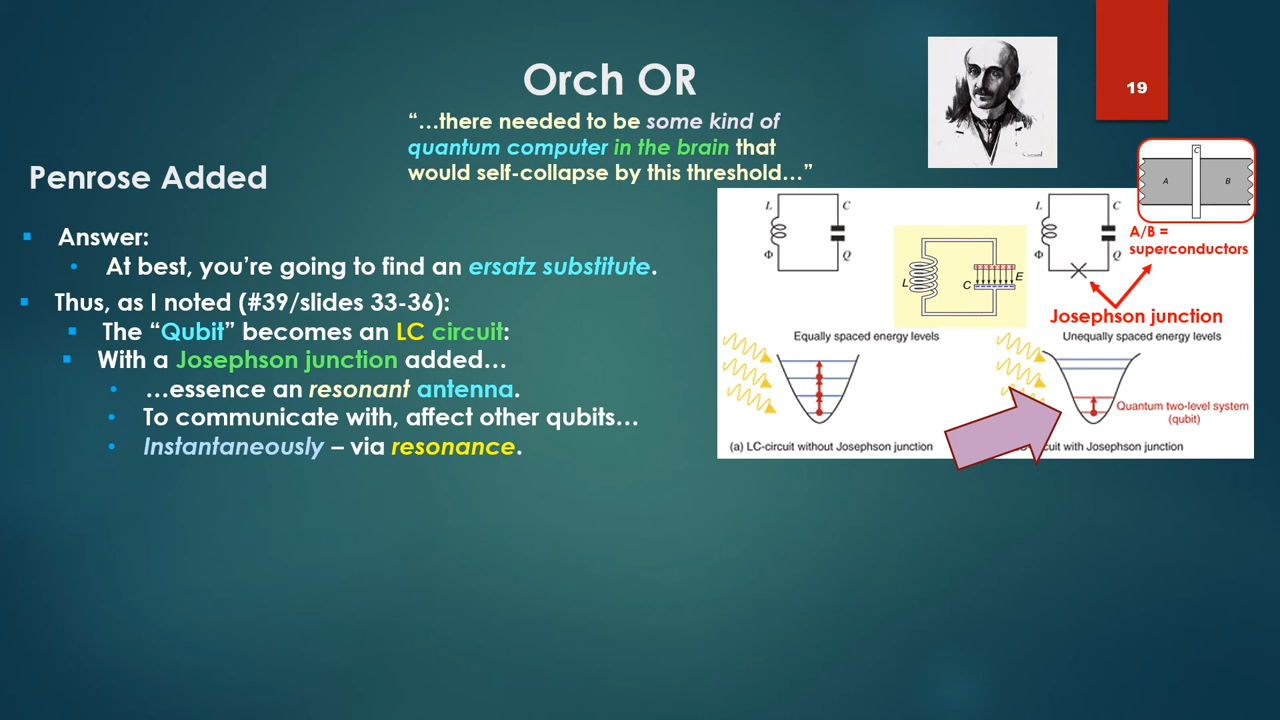 19
Orch OR
“…there needed to be some kind of
quantum computer in the brain that
would self-collapse by this threshold…”
Penrose Added
Answer:
At best, you’re going to find an ersatz substitute.
Thus, as I noted (#39/slides 33-36):
The “Qubit” becomes an LC circuit:
With a Josephson junction added…
…essence an resonant antenna.
To communicate with, affect other qubits…
Instantaneously – via resonance.
L C
Φ Q
L C E
L C
Φ Q
C
A B
A/B =
superconductors
Josephson junction
Equally spaced energy levels
Unequally spaced energy levels
Quantum two-level system
(qubit)
(a) LC-circuit without Josephson junction
cuit with Josephson junction